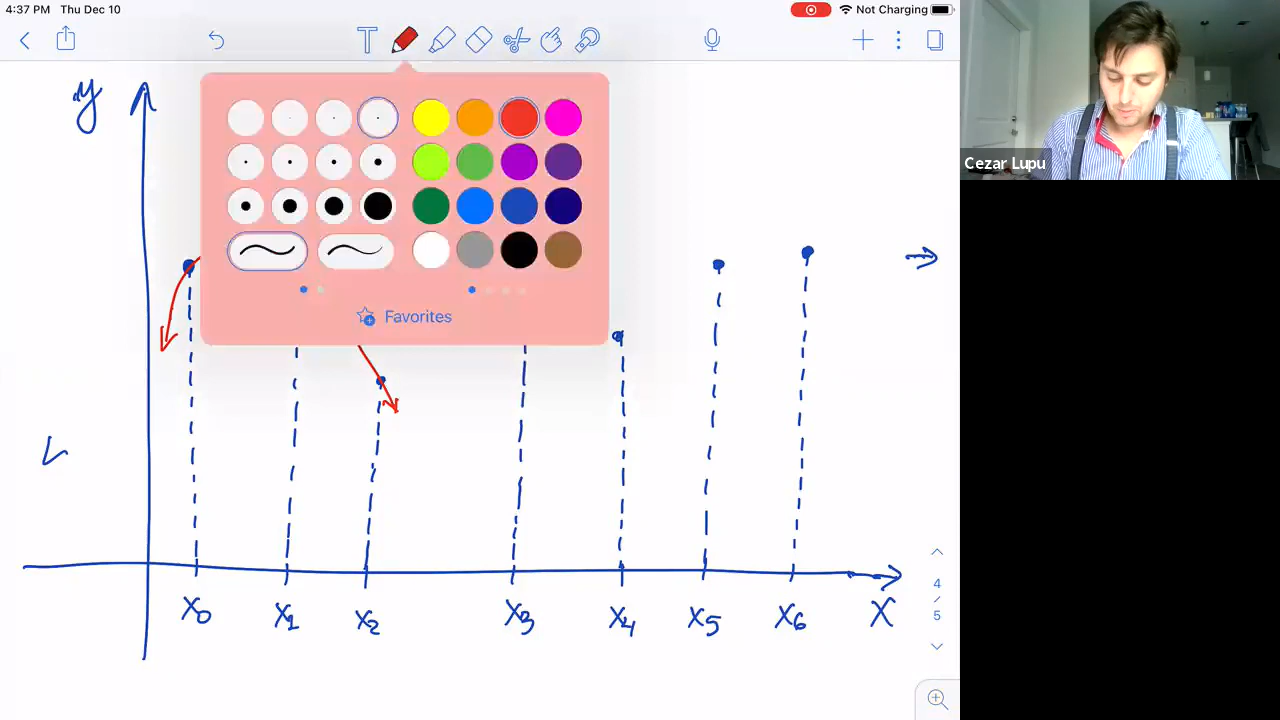 4:37 PM Thu Dec 10
Not Charging
T
y
Cezar Lupu
Favorites
4
/
5
x0 x1 x2 x3 x4 x5 x6 X